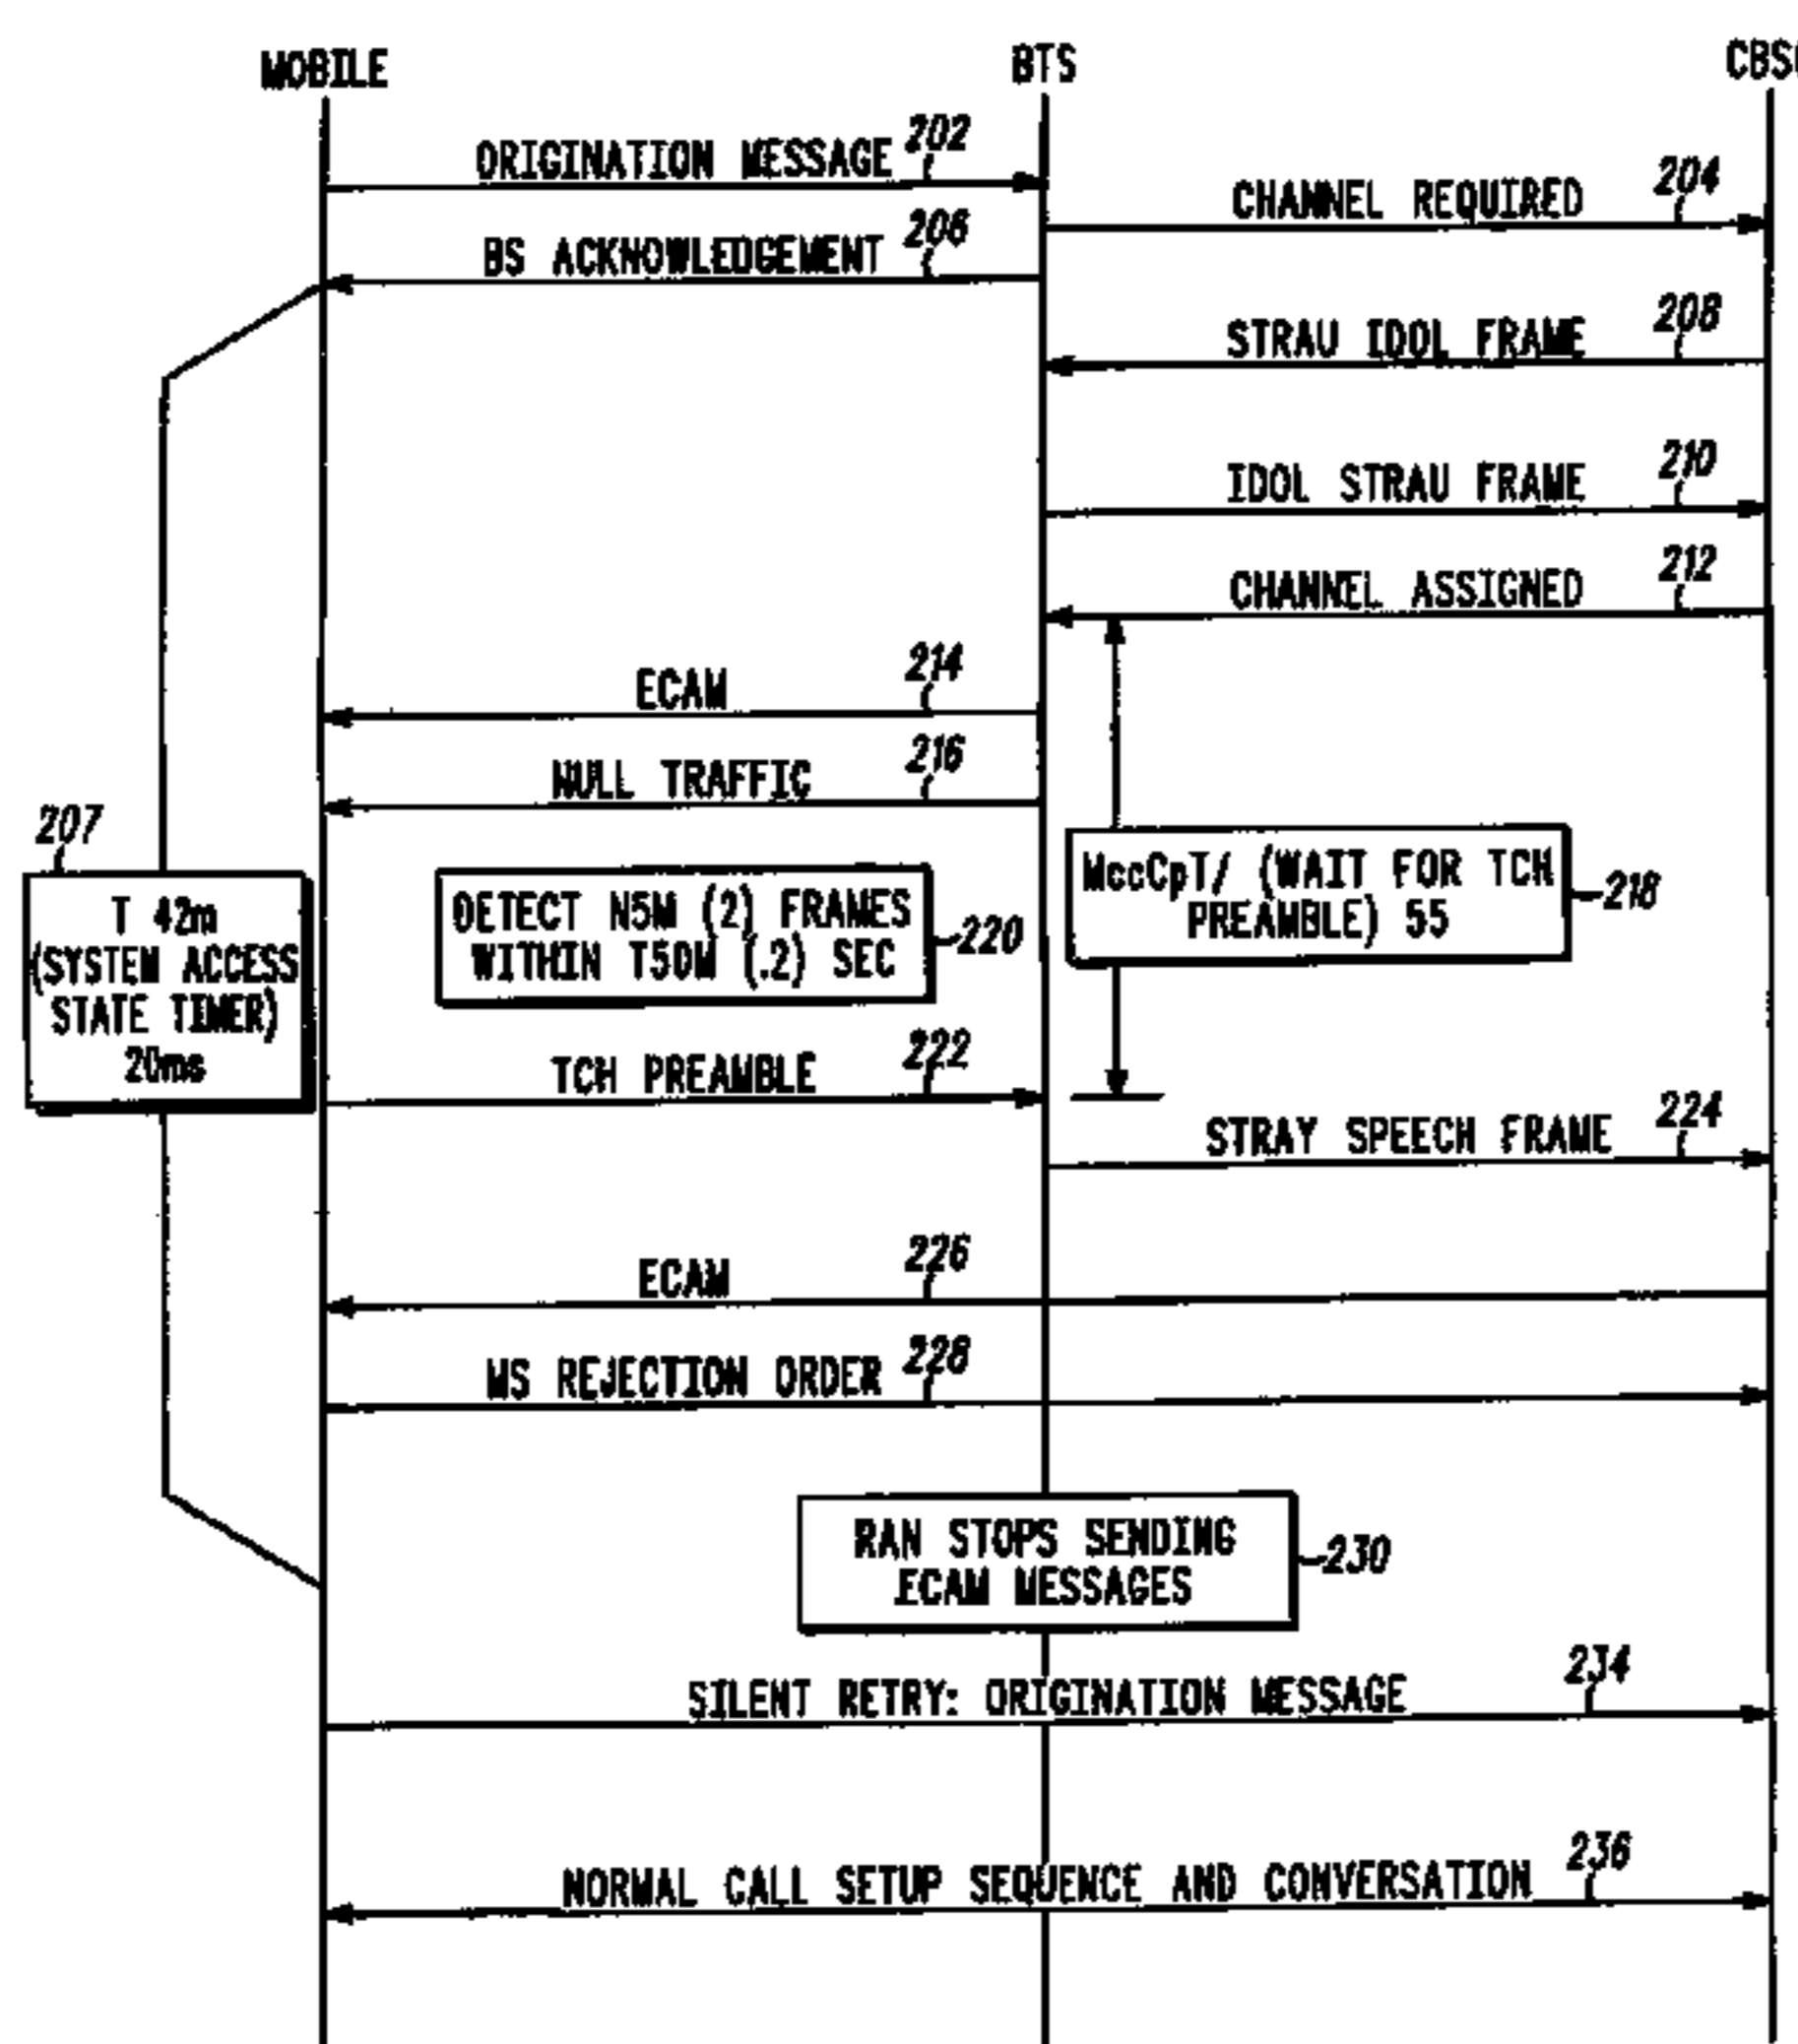 MOBILE
BTS
CBS
ORIGINATION MESSAGE 202
CHANNEL REQUIRED 204
BS ACKNOWLEDGEMENT 206
STRAU IDOL FRAME 208
IDOL STRAU FRAME 210
CHANNEL ASSIGNED 212
ECAM 214
NULL TRAFFIC 216
207
T 42m
(SYSTEM ACCESS
STATE TIMER)
20ms
DETECT N5M (2) FRAMES
WITHIN T50M (.2) SEC
220
MccCpT/ (WAIT FOR TCH
PREAMBLE) 55
218
TCH PREAMBLE 222
STRAY SPEECH FRAME 224
ECAM 226
MS REJECTION ORDER 228
RAN STOPS SENDING
ECAM MESSAGES
230
SILENT RETRY: ORIGINATION MESSAGE 234
NORMAL CALL SETUP SEQUENCE AND CONVERSATION 236